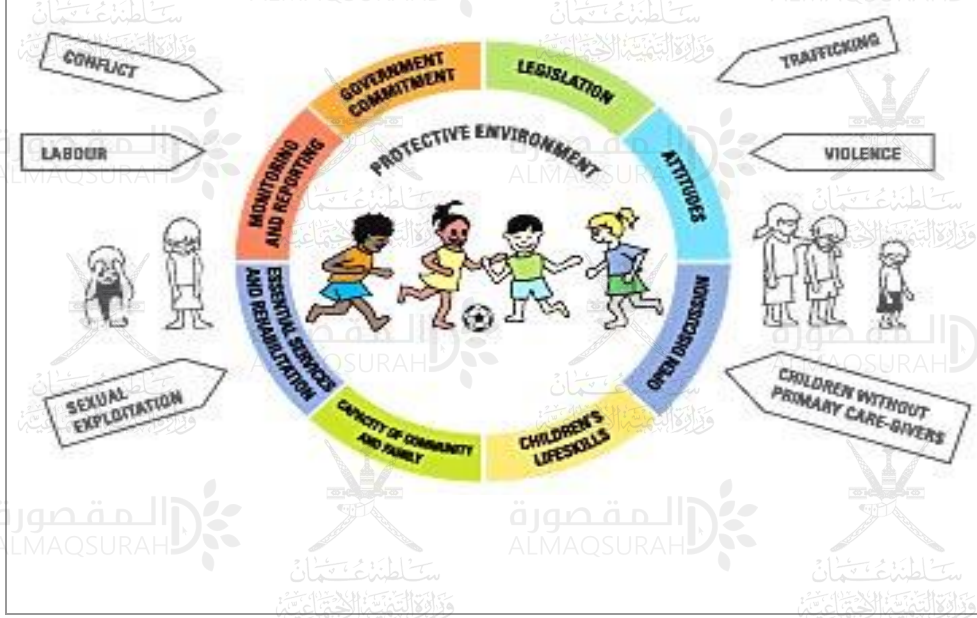 CONFLICT
LABOUR
SEXUAL
EXPLOITATION
GOVERNMENT
COMMITMENT
LEGISLATION
ATTITUDES
OPEN DISCUSSION
CHILDREN'S
LIFESKILLS
CAPACITY OF COMMUNITY
AND FAMILY
ESSENTIAL SERVICES
AND REHABILITATION
MONITORING
AND REPORTING
PROTECTIVE ENVIRONMENT
TRAFFICKING
VIOLENCE
CHILDREN WITHOUT
PRIMARY CARE-GIVERS
سلطنة عمان
وزارة التنمية الاجتماعية
المقصورة
ALMAQSURAH